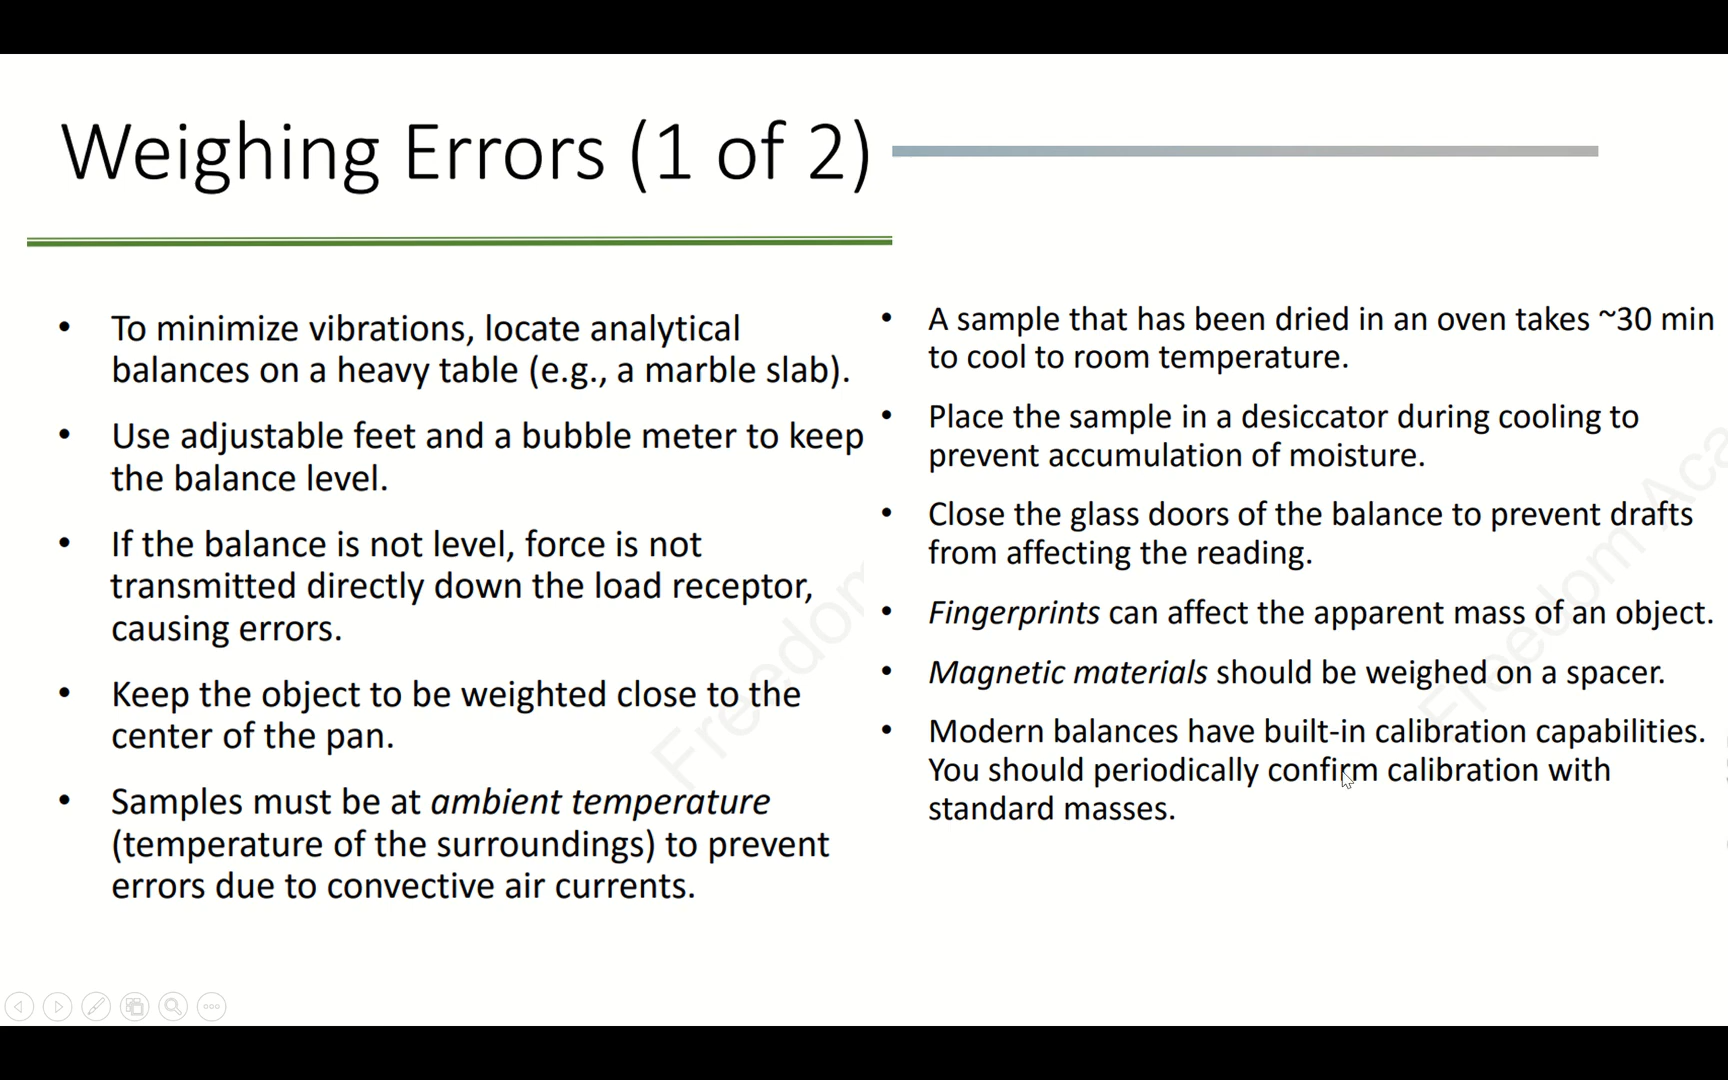 Weighing Errors (1 of 2)
• To minimize vibrations, locate analytical
balances on a heavy table (e.g., a marble slab).
• Use adjustable feet and a bubble meter to keep
the balance level.
• If the balance is not level, force is not
transmitted directly down the load receptor,
causing errors.
• Keep the object to be weighted close to the
center of the pan.
• Samples must be at ambient temperature
(temperature of the surroundings) to prevent
errors due to convective air currents.
• A sample that has been dried in an oven takes ~30 min
to cool to room temperature.
• Place the sample in a desiccator during cooling to
prevent accumulation of moisture.
• Close the glass doors of the balance to prevent drafts
from affecting the reading.
• Fingerprints can affect the apparent mass of an object.
• Magnetic materials should be weighed on a spacer.
• Modern balances have built-in calibration capabilities.
You should periodically confirm calibration with
standard masses.
Freedom
Freedom Aca